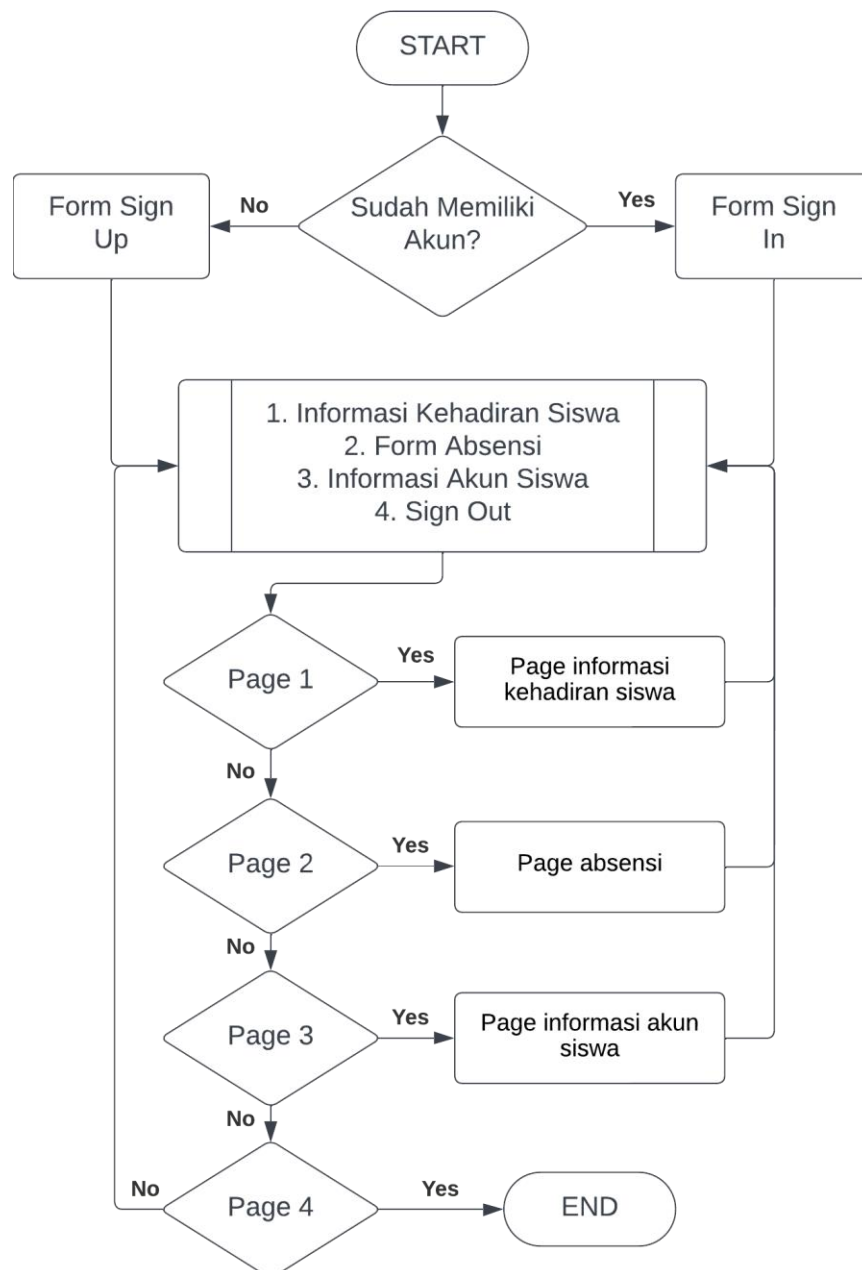 START
Sudah Memiliki
Akun?
No
Yes
Form Sign
Up
Form Sign
In
1. Informasi Kehadiran Siswa
2. Form Absensi
3. Informasi Akun Siswa
4. Sign Out
Page 1
Yes
Page informasi
kehadiran siswa
No
Page 2
Yes
Page absensi
No
Page 3
Yes
Page informasi akun
siswa
No
Page 4
No
Yes
END